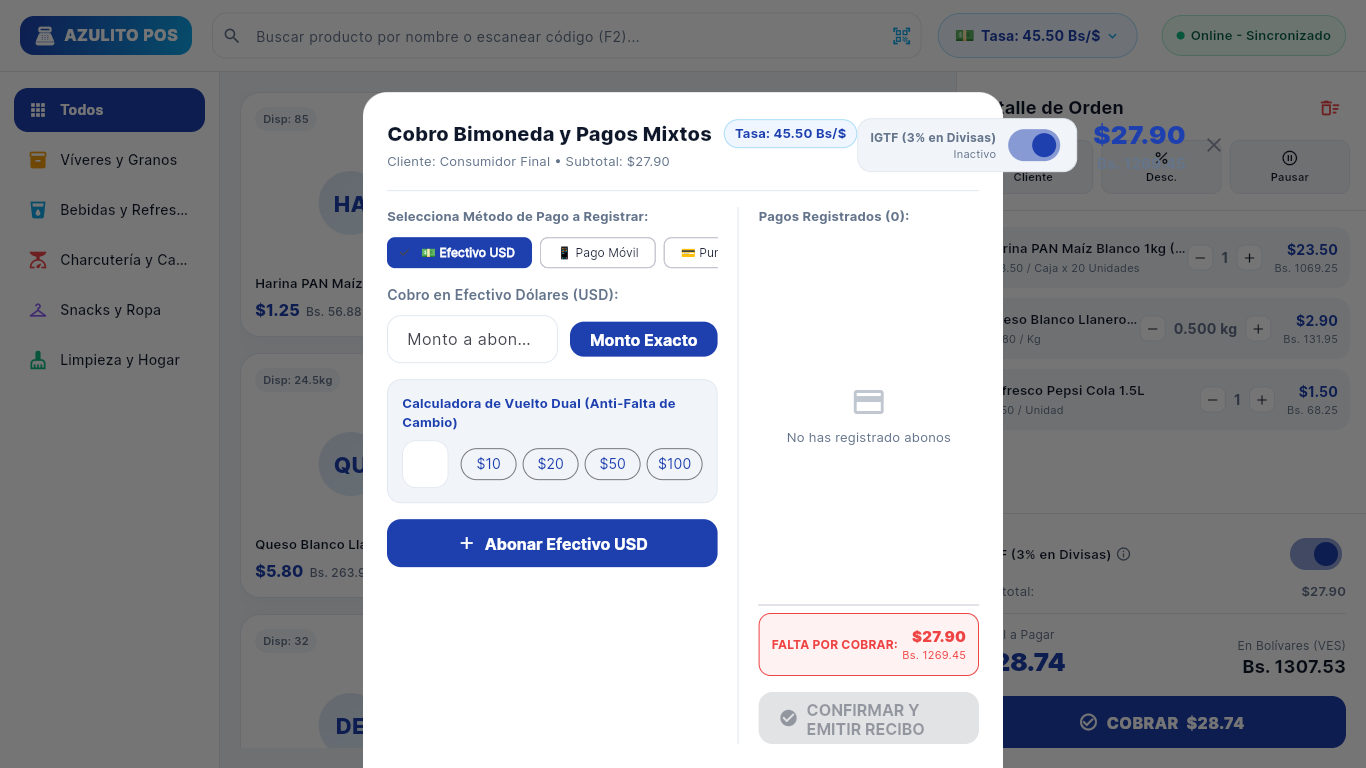 AZULITO POS
Buscar producto por nombre o escanear código (F2)...
💵 Tasa: 45.50 Bs/$
Online - Sincronizado
Todos
Víveres y Granos
Bebidas y Refres...
Charcutería y Ca...
Snacks y Ropa
Limpieza y Hogar
Disp: 85
HA
Harina PAN Maíz
$1.25 Bs. 56.88
Disp: 24.5kg
QU
Queso Blanco Lla
$5.80 Bs. 263.9
Disp: 32
DE
Cobro Bimoneda y Pagos Mixtos
Tasa: 45.50 Bs/$
Cliente: Consumidor Final • Subtotal: $27.90
IGTF (3% en Divisas)
Inactivo
$27.90
Selecciona Método de Pago a Registrar:
💵 Efectivo USD
📱 Pago Móvil
💳 Pun
Cobro en Efectivo Dólares (USD):
Monto a abon...
Monto Exacto
Calculadora de Vuelto Dual (Anti-Falta de
Cambio)
$10
$20
$50
$100
+ Abonar Efectivo USD
Pagos Registrados (0):
No has registrado abonos
FALTA POR COBRAR:
$27.90
Bs. 1269.45
CONFIRMAR Y
EMITIR RECIBO
talle de Orden
Cliente
%
Desc.
Pausar
rina PAN Maíz Blanco 1kg (...
3.50 / Caja x 20 Unidades
− 1 +
$23.50
Bs. 1069.25
eso Blanco Llanero...
80 / Kg
− 0.500 kg +
$2.90
Bs. 131.95
fresco Pepsi Cola 1.5L
50 / Unidad
− 1 +
$1.50
Bs. 68.25
F (3% en Divisas)
total:
$27.90
l a Pagar
28.74
En Bolívares (VES)
Bs. 1307.53
COBRAR $28.74